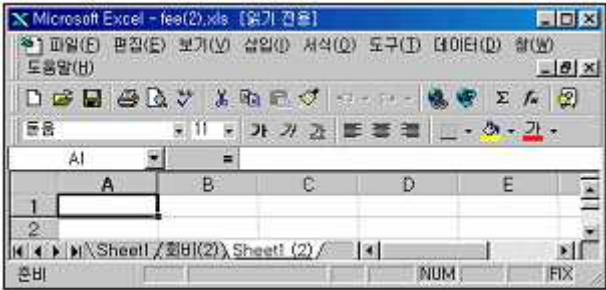 Microsoft Excel - fee(2).xls [읽기 전용]
파일(F) 편집(E) 보기(V) 삽입(I) 서식(O) 도구(T) 데이터(D) 창(W)
도움말(H)
돋움 11 가 가 가 가
A1 =
A B C D E
1
2
Sheet1 회비(2) Sheet1 (2)
준비 NUM FIX